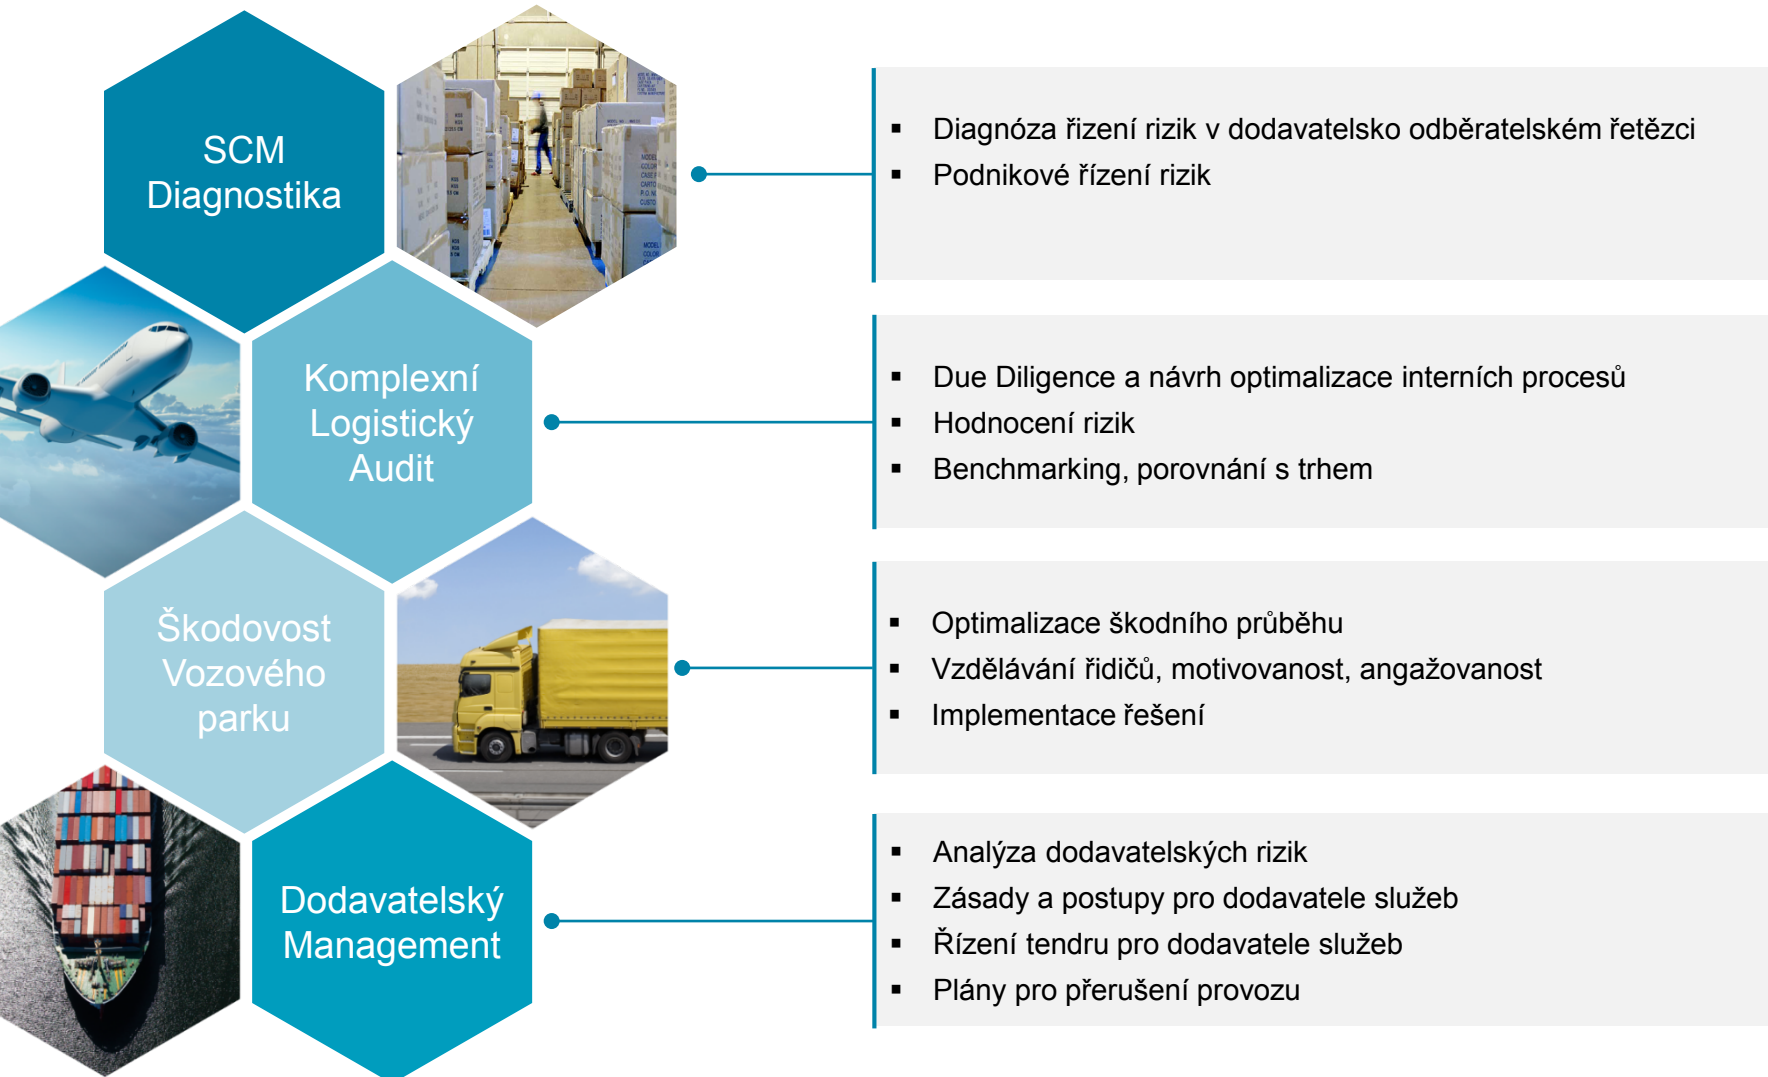 SCM
Diagnostika
▪ Diagnóza řizení rizik v dodavatelsko odběratelském řetězci
▪ Podnikové řízení rizik
Komplexní
Logistický
Audit
▪ Due Diligence a návrh optimalizace interních procesů
▪ Hodnocení rizik
▪ Benchmarking, porovnání s trhem
Škodovost
Vozového
parku
▪ Optimalizace škodního průběhu
▪ Vzdělávání řidičů, motivovanost, angažovanost
▪ Implementace řešení
Dodavatelský
Management
▪ Analýza dodavatelských rizik
▪ Zásady a postupy pro dodavatele služeb
▪ Řízení tendru pro dodavatele služeb
▪ Plány pro přerušení provozu